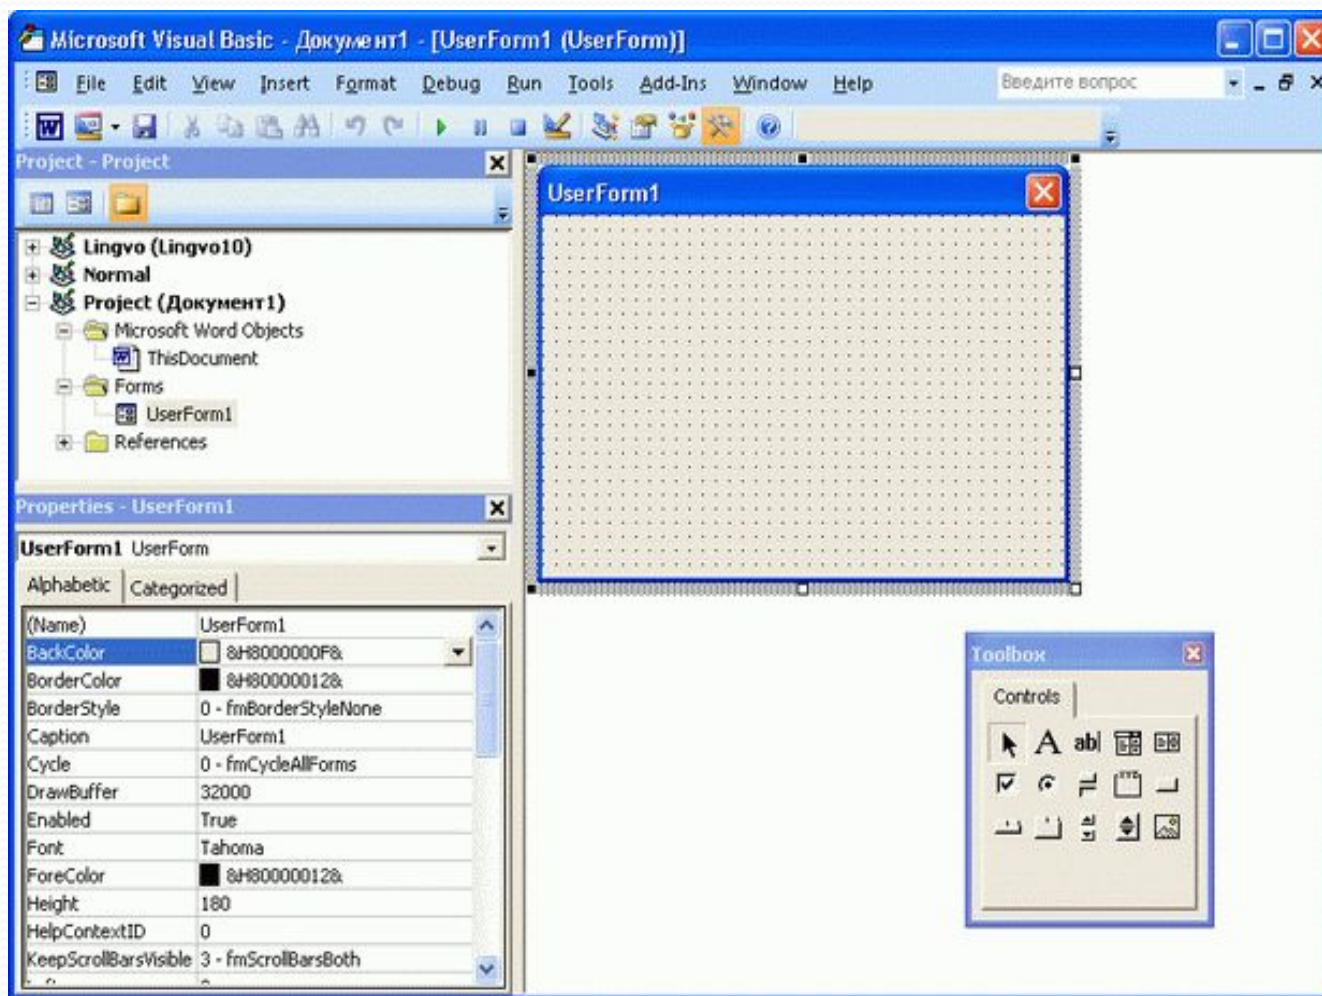 Microsoft Visual Basic - Документ1 - [UserForm1 (UserForm)]
File Edit View Insert Format Debug Run Tools Add-Ins Window Help Введите вопрос
Project - Project
UserForm1
Lingvo (Lingvo10)
Normal
Project (Документ1)
Microsoft Word Objects
ThisDocument
Forms
UserForm1
References
Properties - UserForm1
UserForm1 UserForm
Alphabetic Categorized
(Name) UserForm1
BackColor &H8000000F&
BorderColor &H80000012&
BorderStyle 0 - fmBorderStyleNone
Caption UserForm1
Cycle 0 - fmCycleAllForms
DrawBuffer 32000
Enabled True
Font Tahoma
ForeColor &H80000012&
Height 180
HelpContextID 0
KeepScrollBarsVisible 3 - fmScrollBarsBoth
Toolbox
Controls
A ab